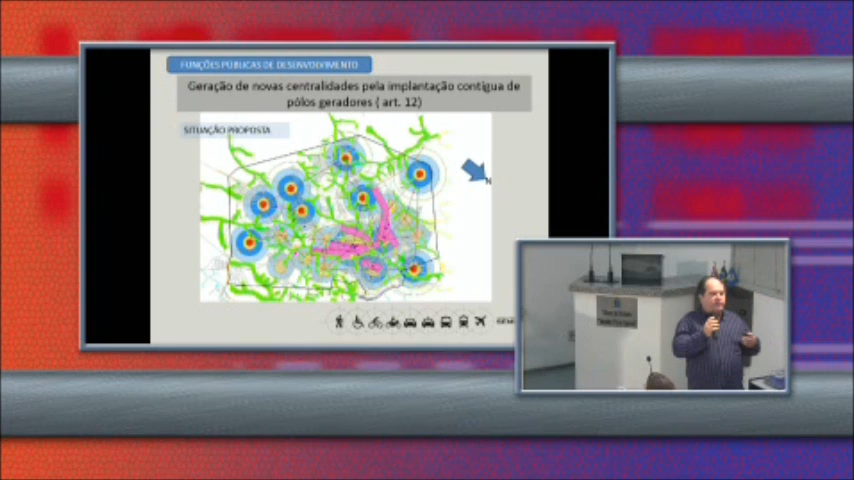 FUNÇÕES PÚBLICAS DE DESENVOLVIMENTO
Geração de novas centralidades pela implantação contígua de
pólos geradores ( art. 12)
SITUAÇÃO PROPOSTA
N